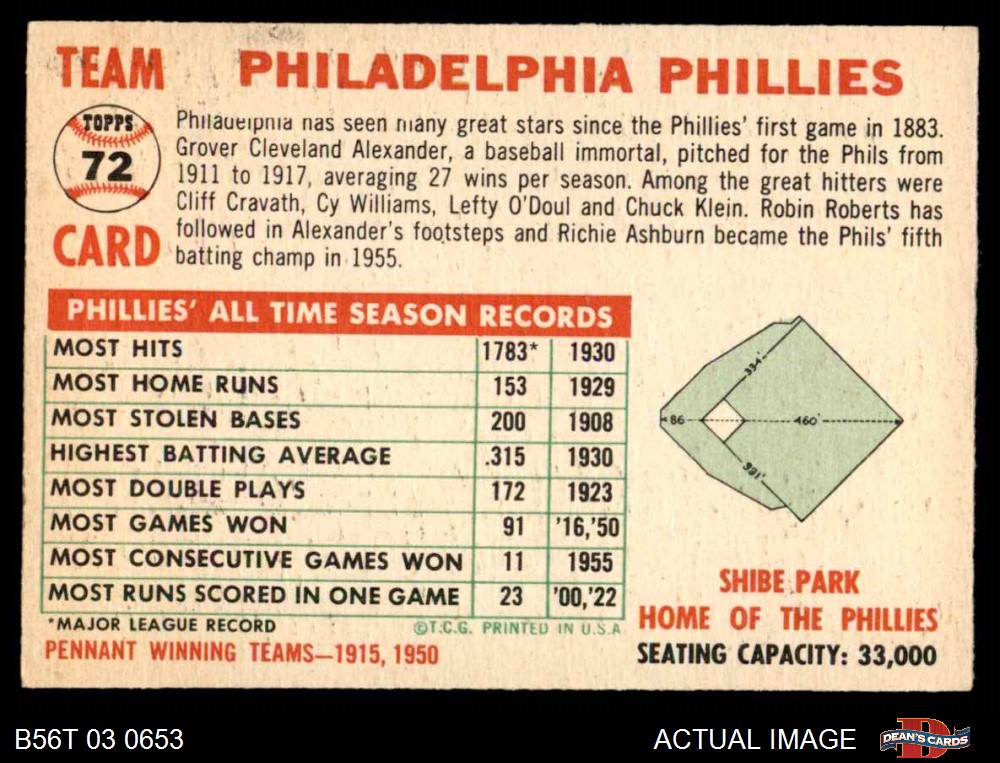 TEAM PHILADELPHIA PHILLIES
TOPPS
72
CARD
Philadelphia has seen many great stars since the Phillies' first game in 1883.
Grover Cleveland Alexander, a baseball immortal, pitched for the Phils from
1911 to 1917, averaging 27 wins per season. Among the great hitters were
Cliff Cravath, Cy Williams, Lefty O'Doul and Chuck Klein. Robin Roberts has
followed in Alexander's footsteps and Richie Ashburn became the Phils' fifth
batting champ in 1955.
PHILLIES' ALL TIME SEASON RECORDS
MOST HITS 1783* 1930
MOST HOME RUNS 153 1929
MOST STOLEN BASES 200 1908
HIGHEST BATTING AVERAGE .315 1930
MOST DOUBLE PLAYS 172 1923
MOST GAMES WON 91 '16,'50
MOST CONSECUTIVE GAMES WON 11 1955
MOST RUNS SCORED IN ONE GAME 23 '00,'22
*MAJOR LEAGUE RECORD
©T.C.G. PRINTED IN U.S.A.
PENNANT WINNING TEAMS—1915, 1950
334'
86
460'
331'
SHIBE PARK
HOME OF THE PHILLIES
SEATING CAPACITY: 33,000
B56T 03 0653
ACTUAL IMAGE
D
DEAN'S CARDS